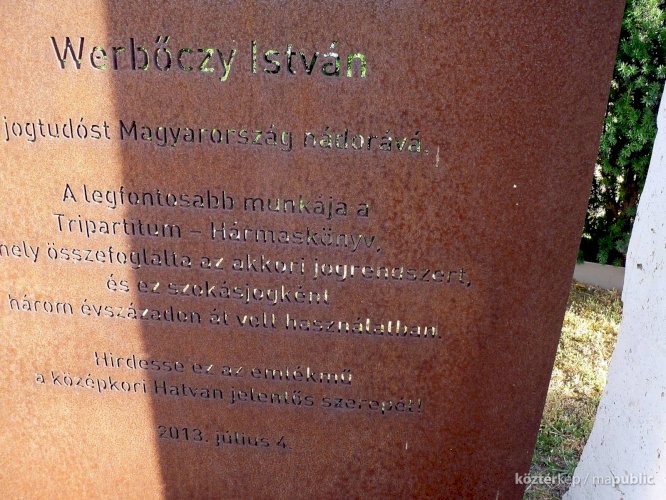 Werbőczy István
jogtudóst Magyarország nádorává.
A legfontosabb munkája a
Tripartitum – Hármaskönyv,
mely összefoglalta az akkori jogrendszert,
és ez szokásjogként
három évszázadon át volt használatban.
Hirdesse ez az emlékmű
a középkori Hatvan jelentős szerepét!
2013. július 4.
köztérkép / mapublic